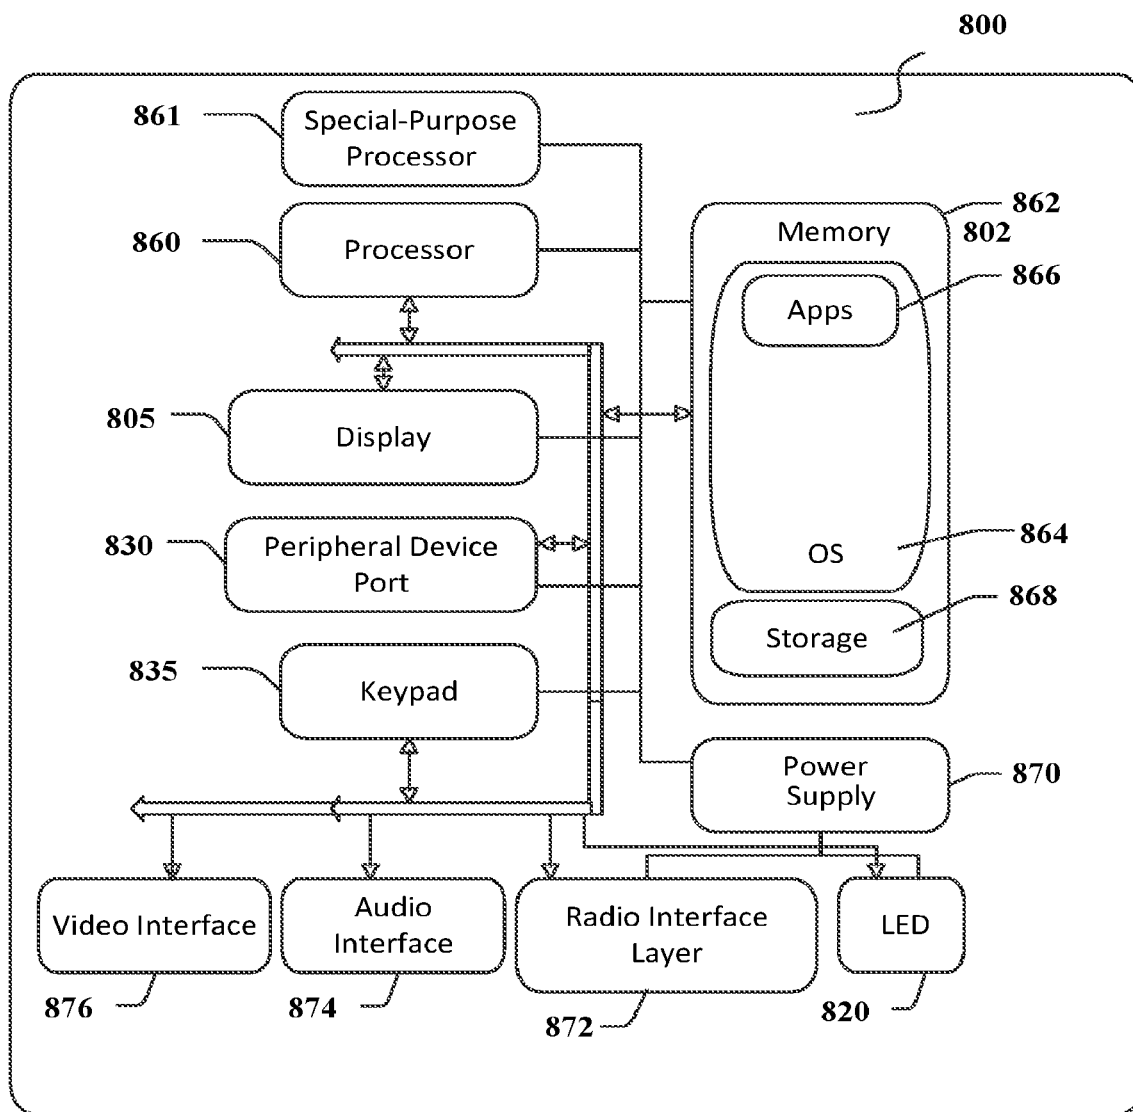 800
861
Special-Purpose
Processor
862
802
860
Processor
Memory
866
Apps
805
Display
830
Peripheral Device
Port
864
OS
868
Storage
835
Keypad
Power
Supply
870
Video Interface
Audio
Interface
Radio Interface
Layer
LED
876
874
872
820